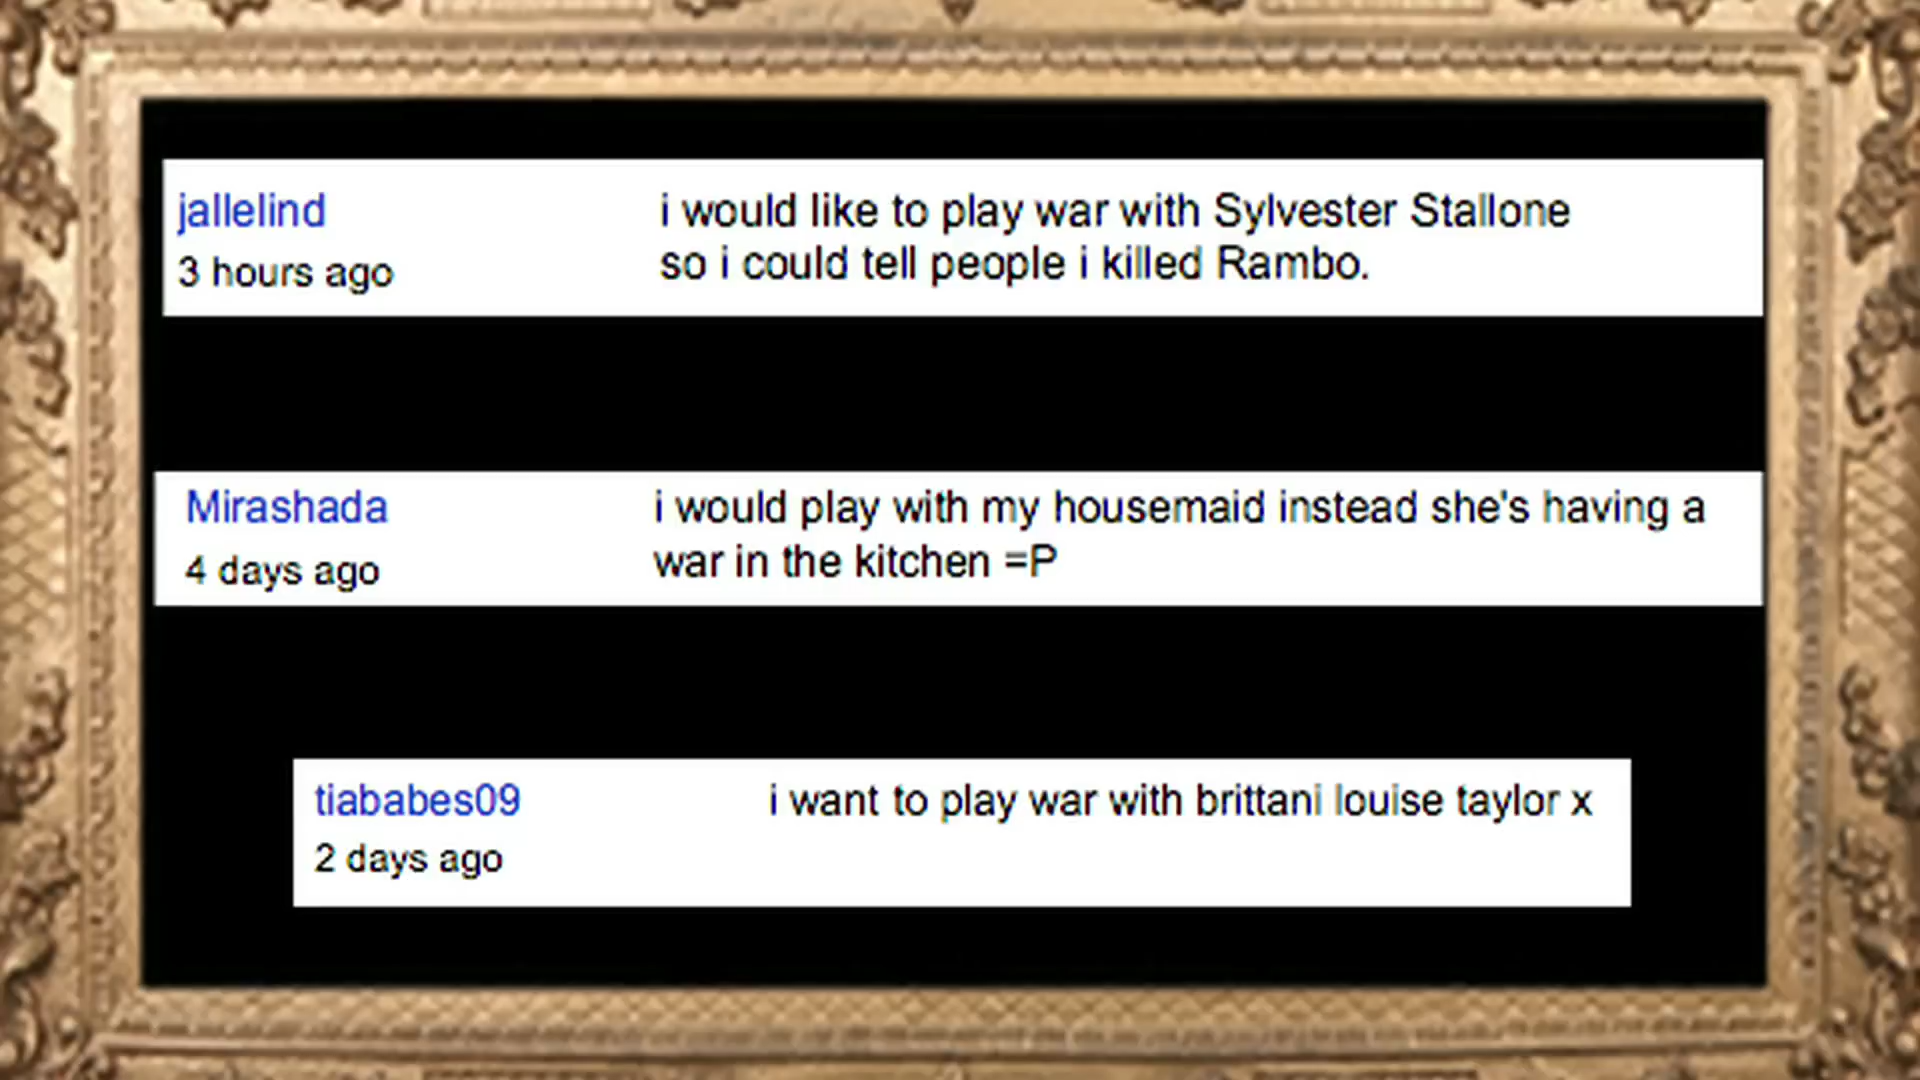 jallelind
3 hours ago
i would like to play war with Sylvester Stallone
so i could tell people i killed Rambo.
Mirashada
4 days ago
i would play with my housemaid instead she's having a
war in the kitchen =P
tiababes09
2 days ago
i want to play war with brittani louise taylor x